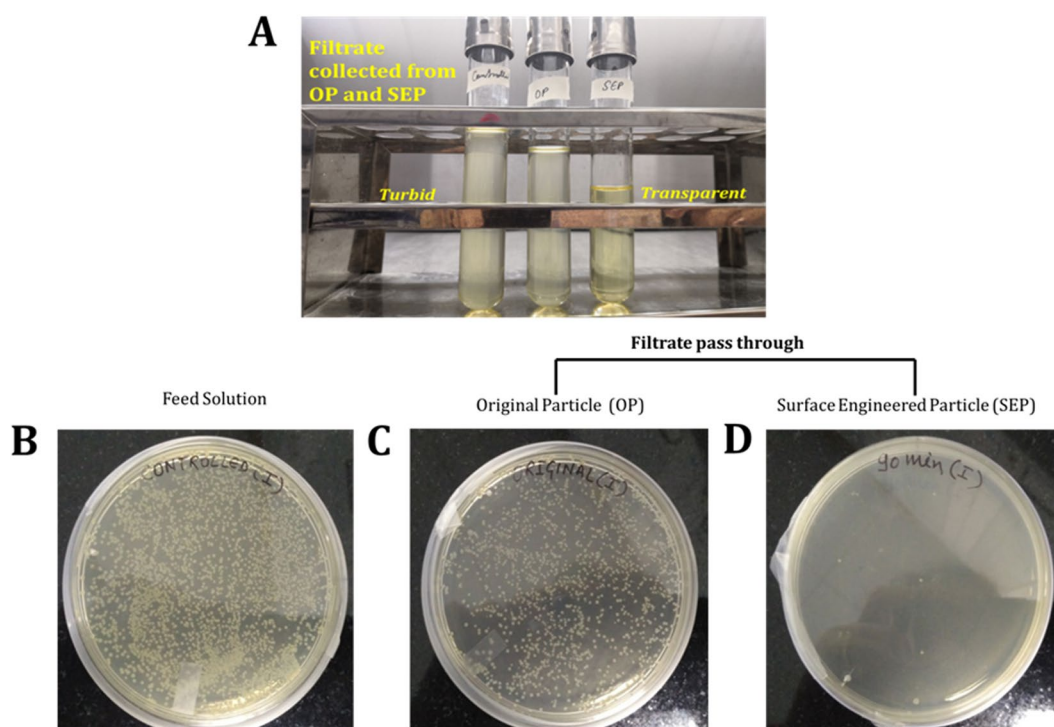 A
Filtrate
collected from
OP and SEP
OP
SEP
Turbid
Transparent
Filtrate pass through
Feed Solution
Original Particle (OP)
Surface Engineered Particle (SEP)
B
CONTROLLED (I)
C
ORIGINAL (I)
D
90 min (I)